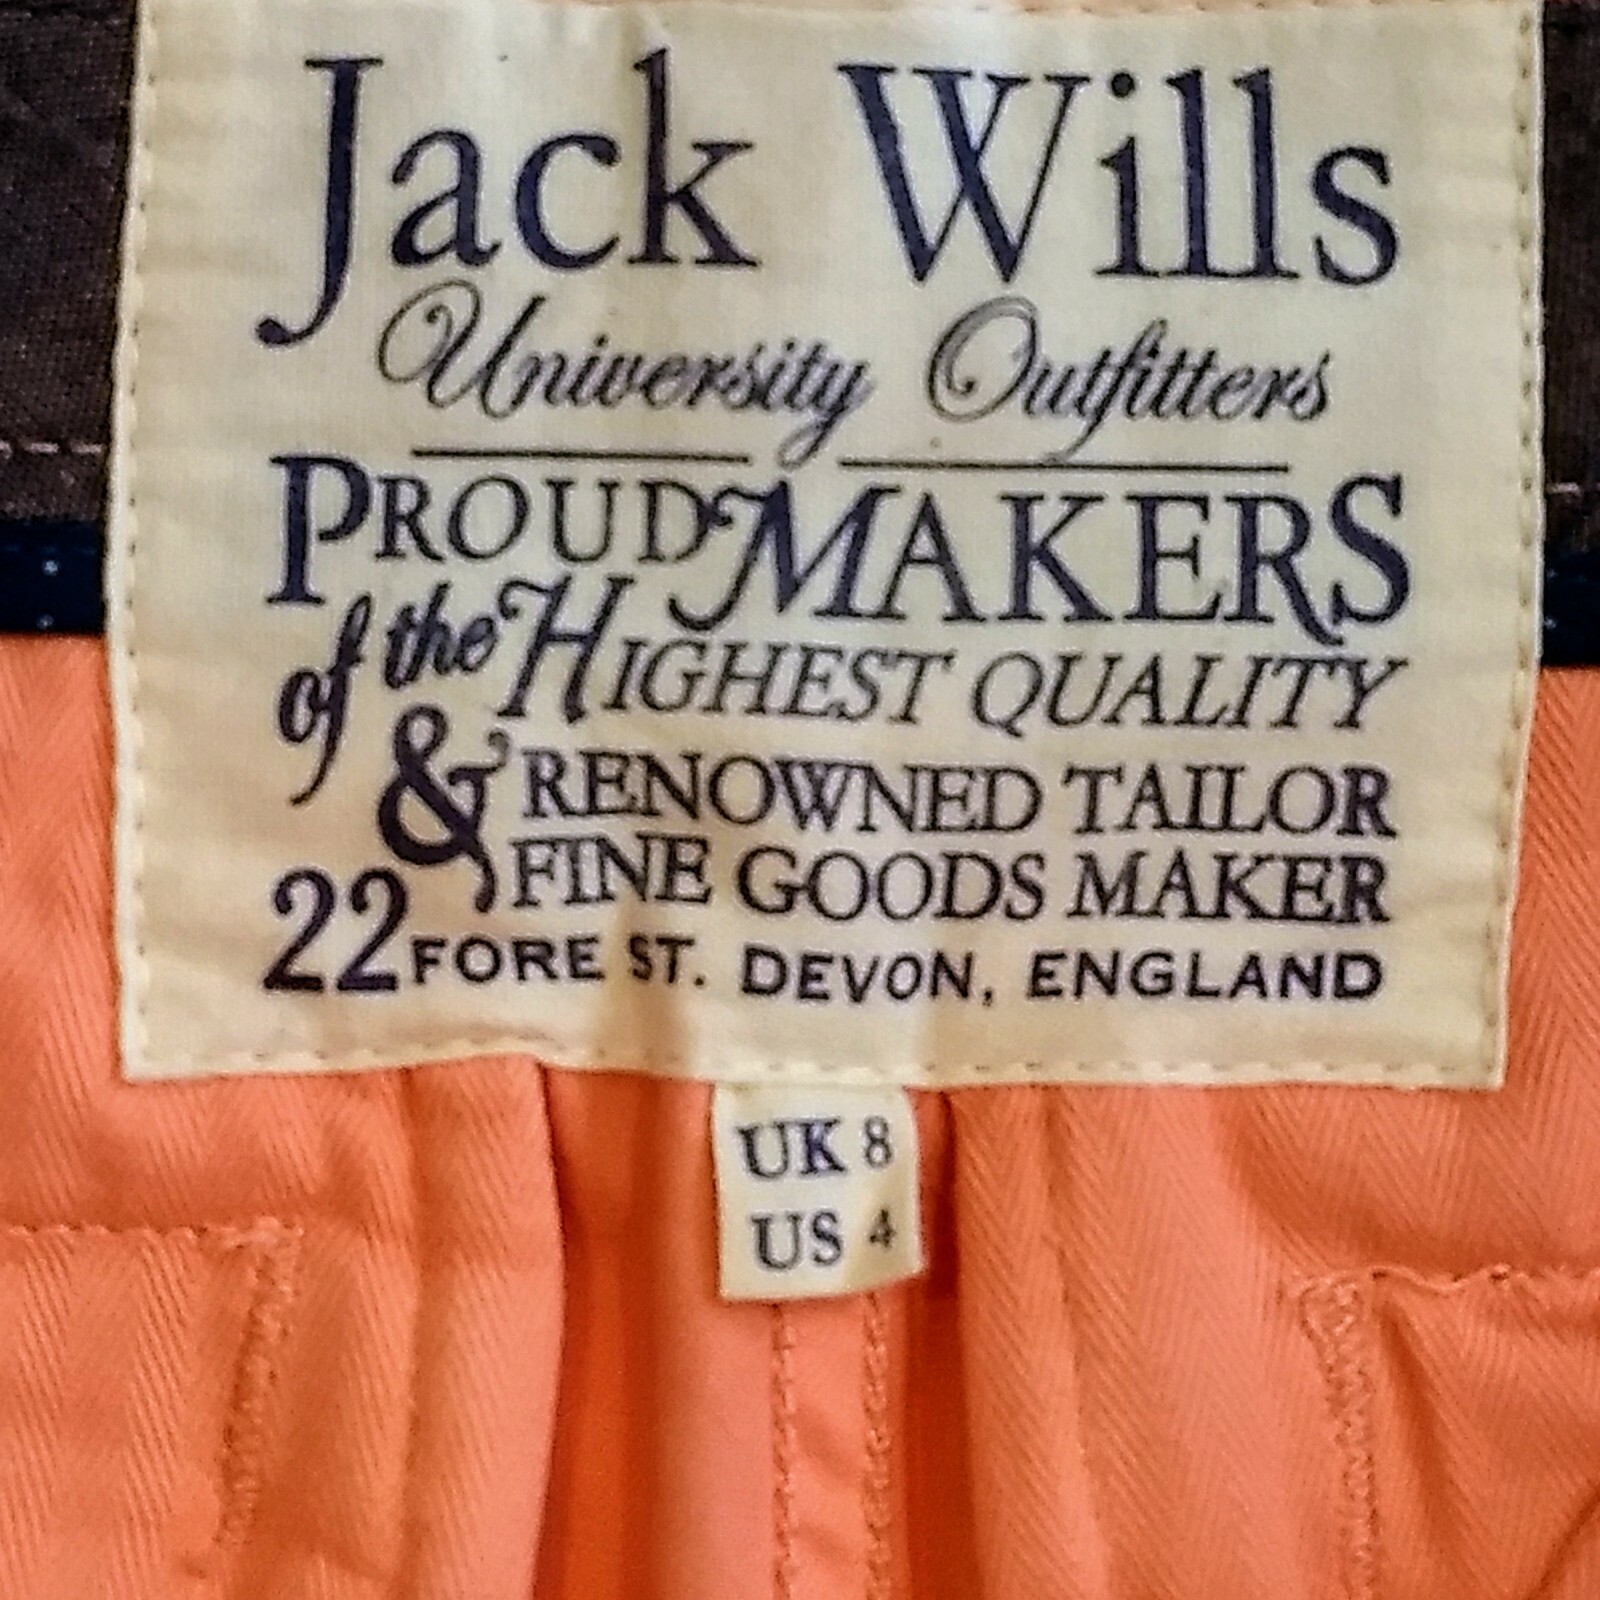 Jack Wills
University Outfitters
PROUD MAKERS
of the HIGHEST QUALITY
& RENOWNED TAILOR
FINE GOODS MAKER
22 FORE ST. DEVON, ENGLAND
UK 8
US 4